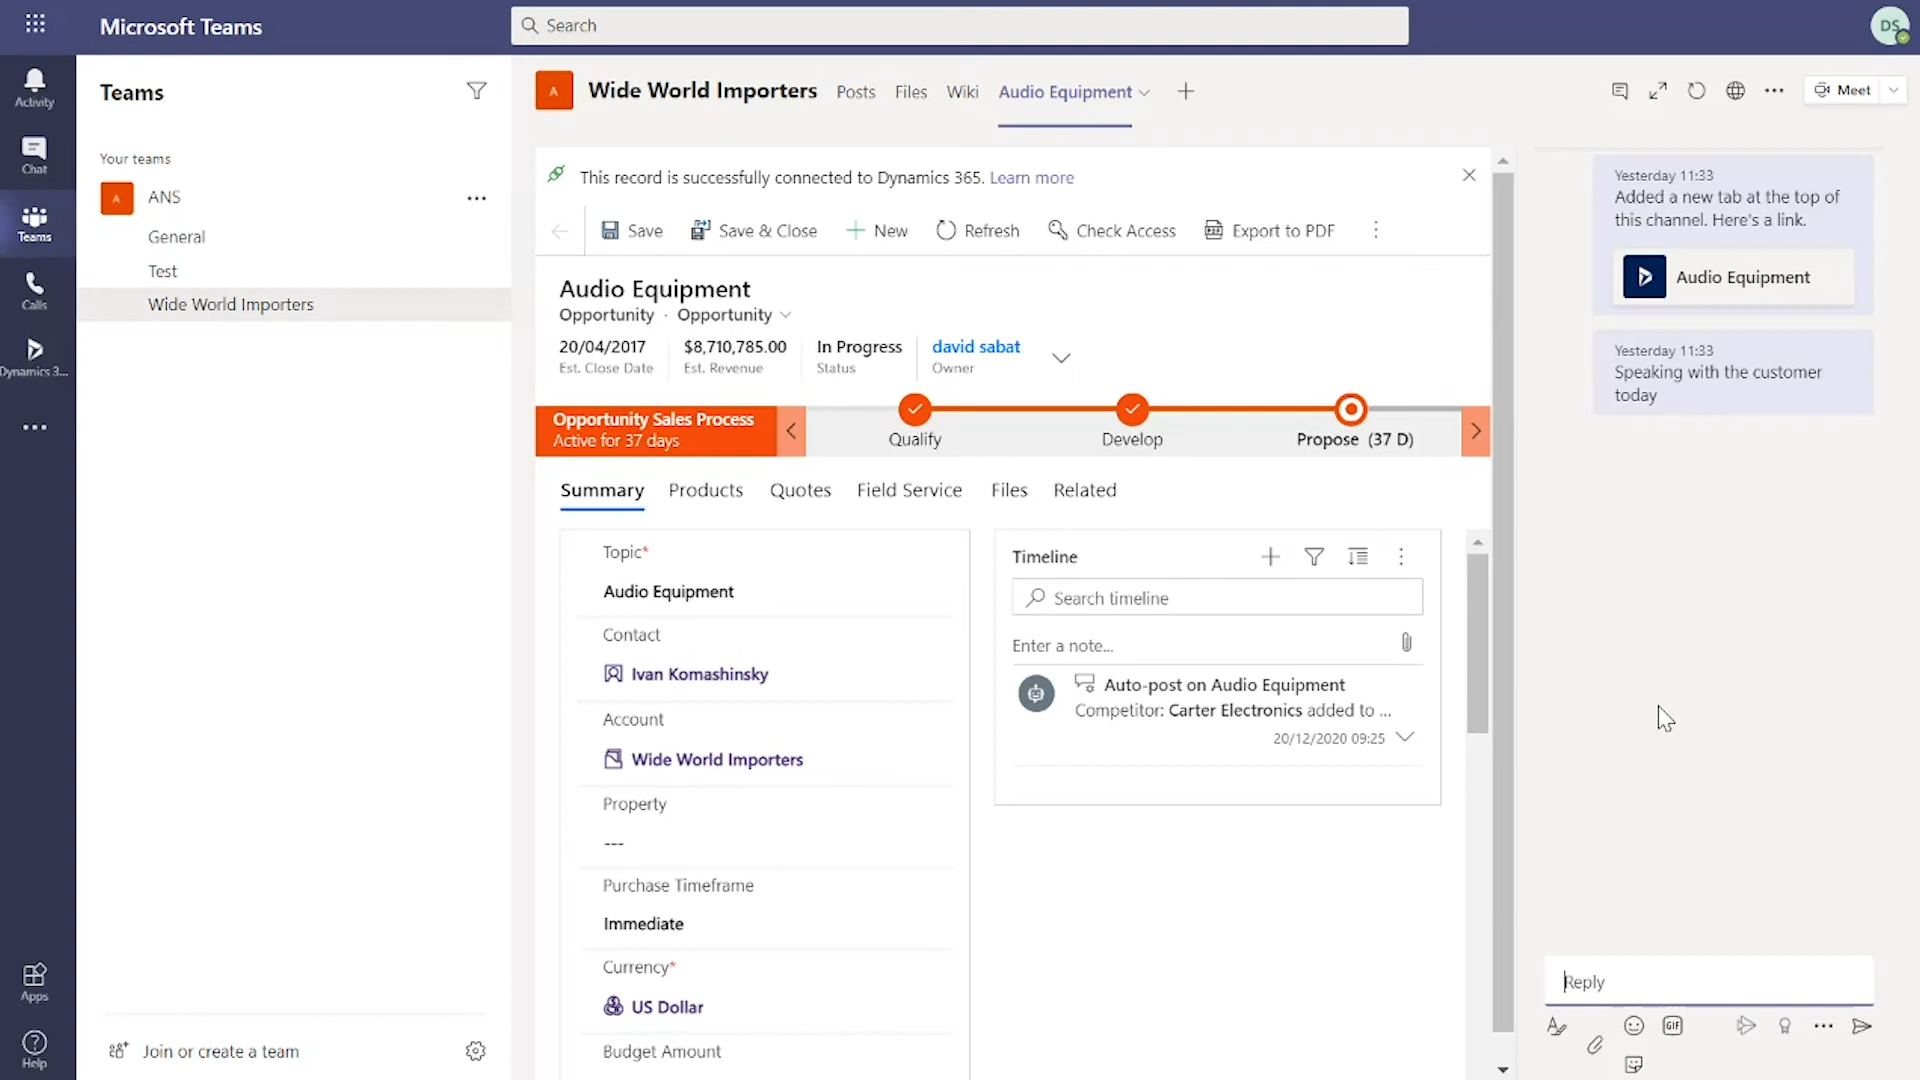 Microsoft Teams
Search
DS
Activity
Chat
Teams
Calls
Dynamics 3...
Apps
Help
Teams
Your teams
A
ANS
General
Test
Wide World Importers
Join or create a team
A
Wide World Importers
Posts
Files
Wiki
Audio Equipment
Meet
This record is successfully connected to Dynamics 365. Learn more
Save
Save & Close
New
Refresh
Check Access
Export to PDF
Audio Equipment
Opportunity · Opportunity
20/04/2017
Est. Close Date
$8,710,785.00
Est. Revenue
In Progress
Status
david sabat
Owner
Opportunity Sales Process
Active for 37 days
Qualify
Develop
Propose (37 D)
Summary
Products
Quotes
Field Service
Files
Related
Topic*
Audio Equipment
Contact
Ivan Komashinsky
Account
Wide World Importers
Property
---
Purchase Timeframe
Immediate
Currency*
US Dollar
Budget Amount
Timeline
Search timeline
Enter a note...
Auto-post on Audio Equipment
Competitor: Carter Electronics added to ...
20/12/2020 09:25
Yesterday 11:33
Added a new tab at the top of
this channel. Here's a link.
Audio Equipment
Yesterday 11:33
Speaking with the customer
today
Reply
GIF